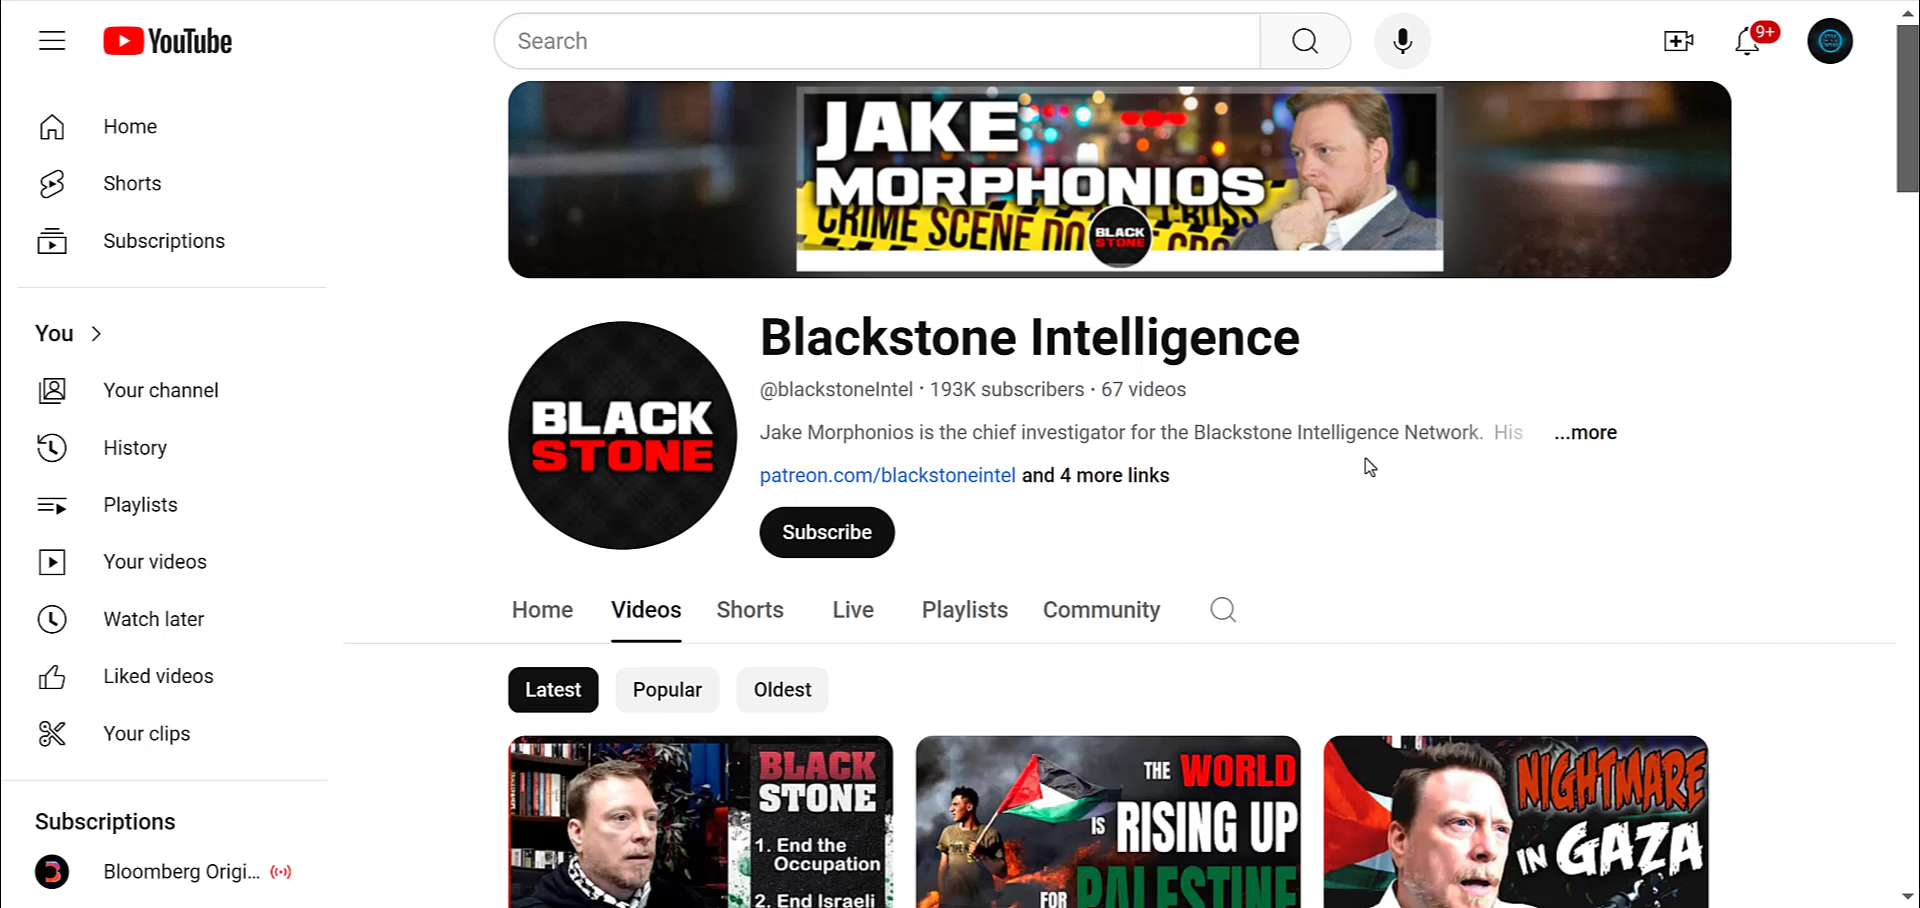 YouTube
Search
9+
Home
Shorts
Subscriptions
You
Your channel
History
Playlists
Your videos
Watch later
Liked videos
Your clips
Subscriptions
Bloomberg Origi...
JAKE
MORPHONIOS
CRIME SCENE DO
BLACK
STONE
BLACK
STONE
Blackstone Intelligence
@blackstoneIntel · 193K subscribers · 67 videos
Jake Morphonios is the chief investigator for the Blackstone Intelligence Network. His ...more
patreon.com/blackstoneintel and 4 more links
Subscribe
Home Videos Shorts Live Playlists Community
Latest Popular Oldest
BLACK
STONE
1. End the
Occupation
2. End Israeli
THE WORLD
IS RISING UP
FOR PALESTINE
NIGHTMARE
IN GAZA